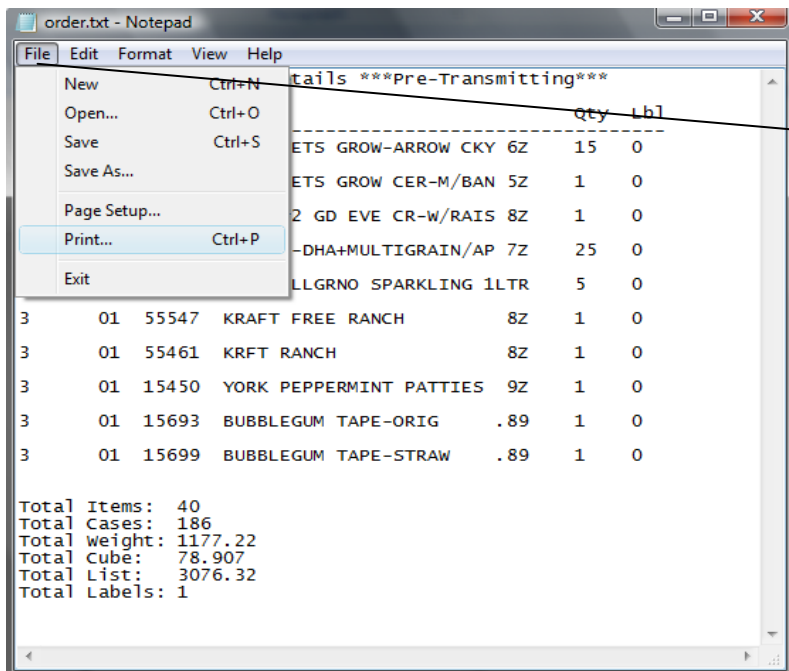 order.txt - Notepad
File Edit Format View Help
New Ctrl+N
Open... Ctrl+O
Save Ctrl+S
Save As...
Page Setup...
Print... Ctrl+P
Exit
tails ***Pre-Transmitting***
Qty Lbl
---------------------------------
ETS GROW-ARROW CKY 6Z 15 0
ETS GROW CER-M/BAN 5Z 1 0
2 GD EVE CR-W/RAIS 8Z 1 0
-DHA+MULTIGRAIN/AP 7Z 25 0
LLGRNO SPARKLING 1LTR 5 0
3 01 55547 KRAFT FREE RANCH 8Z 1 0
3 01 55461 KRFT RANCH 8Z 1 0
3 01 15450 YORK PEPPERMINT PATTIES 9Z 1 0
3 01 15693 BUBBLEGUM TAPE-ORIG .89 1 0
3 01 15699 BUBBLEGUM TAPE-STRAW .89 1 0
Total Items: 40
Total Cases: 186
Total Weight: 1177.22
Total Cube: 78.907
Total List: 3076.32
Total Labels: 1